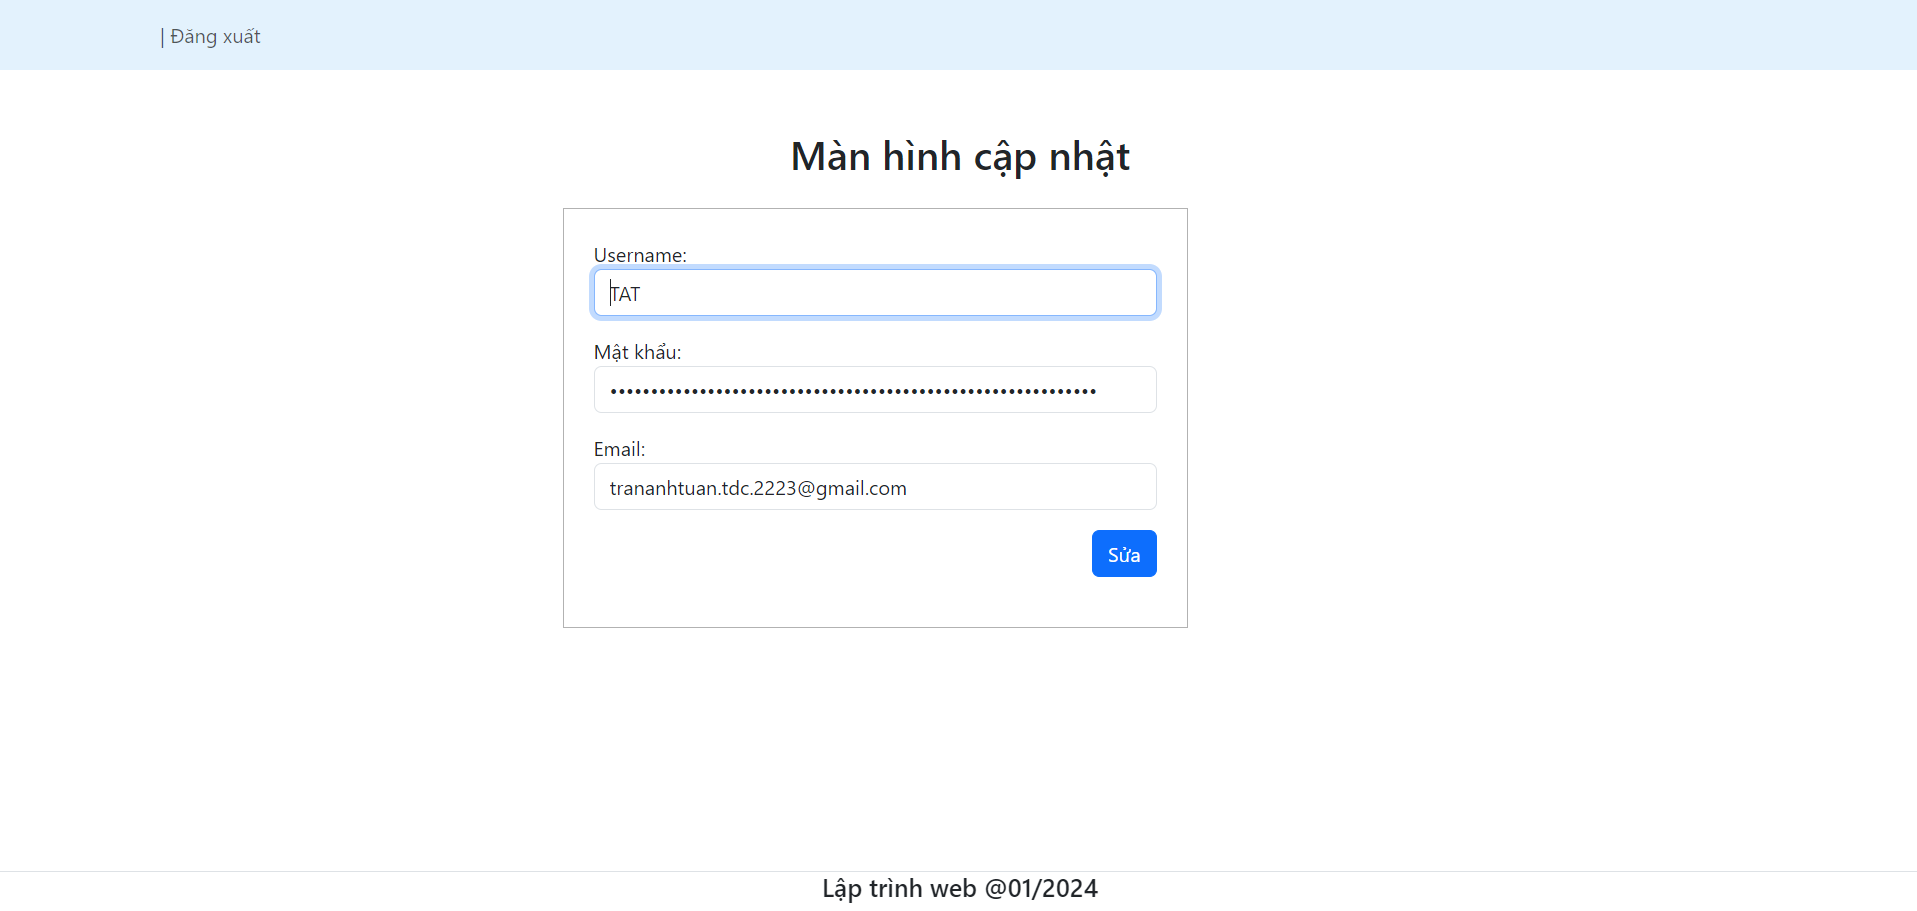 | Đăng xuất
Màn hình cập nhật
Username:
TAT
Mật khẩu:
••••••••••••••••••••••••••••••••••••••••••••••••••••••••••••
Email:
trananhtuan.tdc.2223@gmail.com
Sửa
Lập trình web @01/2024